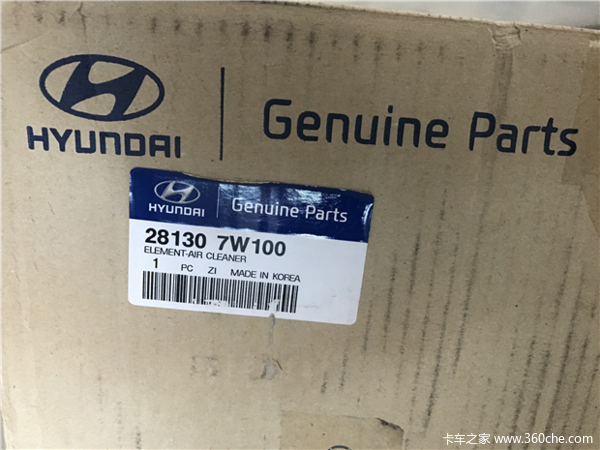 HYUNDAI
Genuine Parts
HYUNDAI
Genuine Parts
28130 7W100
ELEMENT-AIR CLEANER
1 PC ZI MADE IN KOREA
卡车之家 www.360che.com